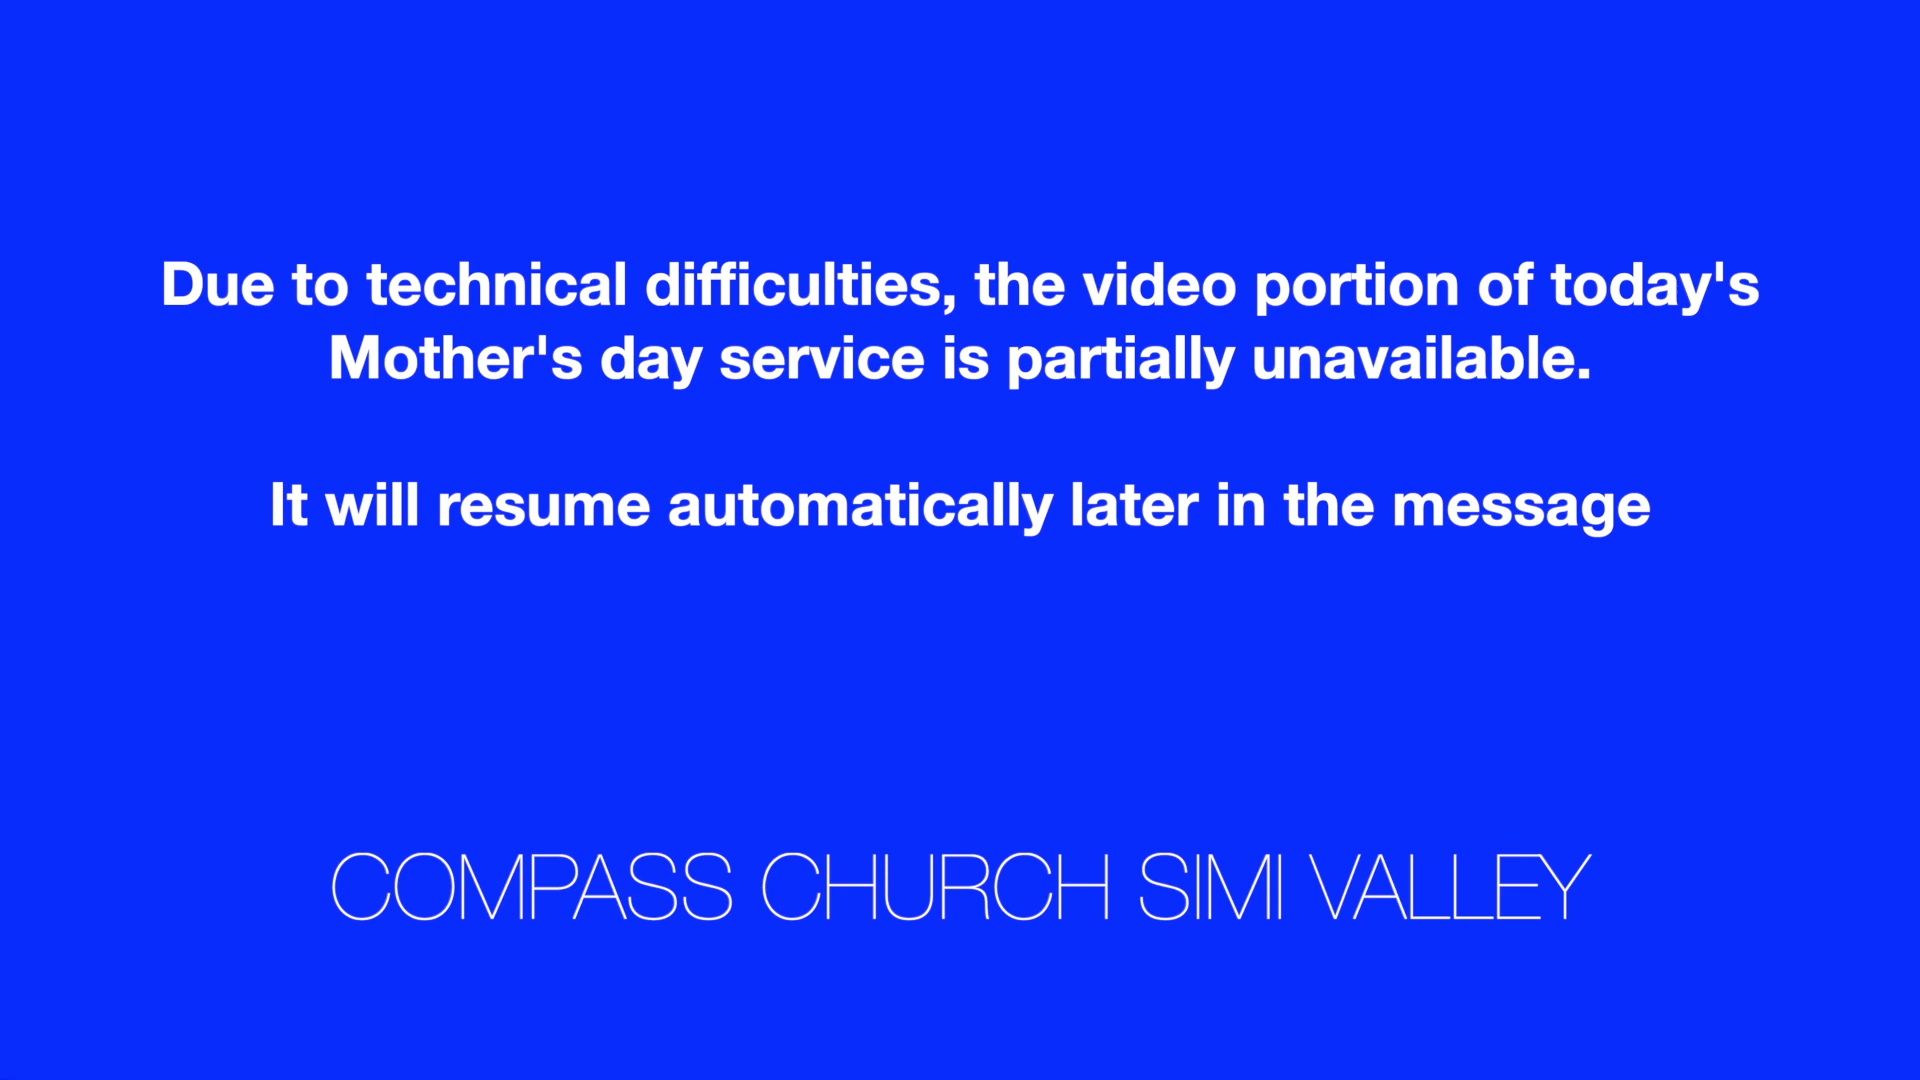 Due to technical difficulties, the video portion of today's
Mother's day service is partially unavailable.
It will resume automatically later in the message
COMPASS CHURCH SIMI VALLEY